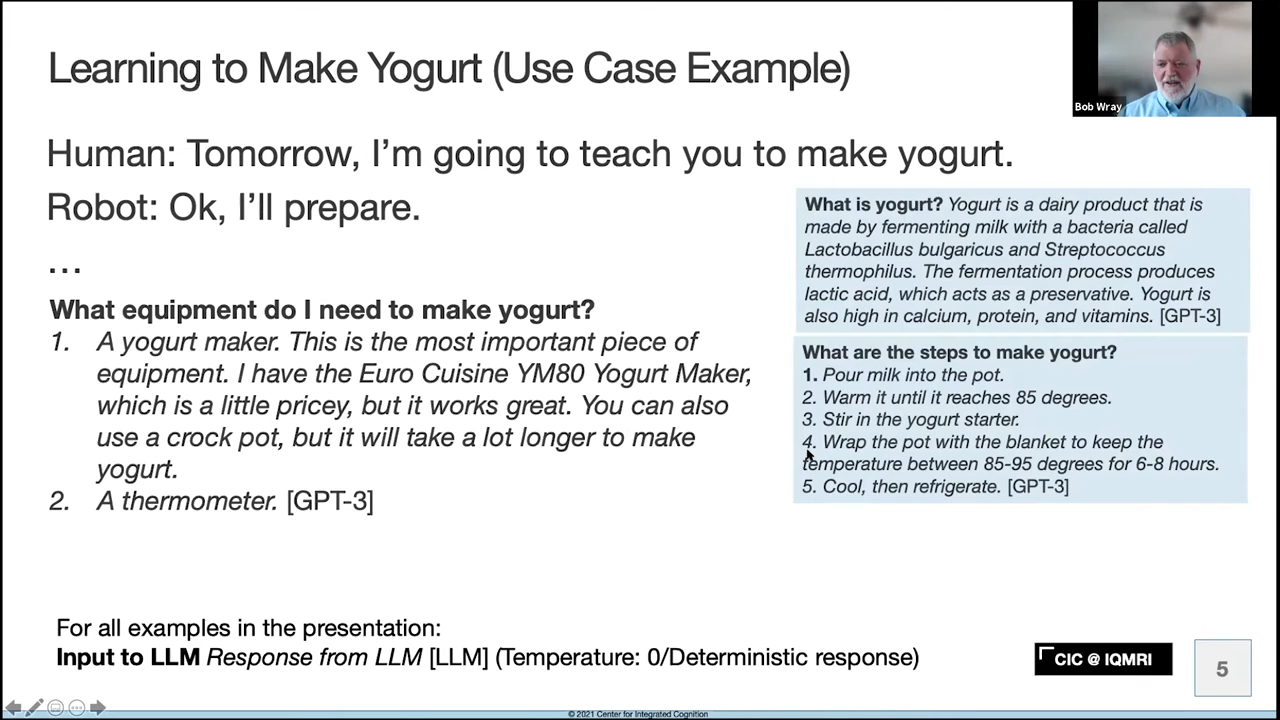 Learning to Make Yogurt (Use Case Example)
Bob Wray
Human: Tomorrow, I'm going to teach you to make yogurt.
Robot: Ok, I'll prepare.
...
What equipment do I need to make yogurt?
1. A yogurt maker. This is the most important piece of
equipment. I have the Euro Cuisine YM80 Yogurt Maker,
which is a little pricey, but it works great. You can also
use a crock pot, but it will take a lot longer to make
yogurt.
2. A thermometer. [GPT-3]
What is yogurt? Yogurt is a dairy product that is
made by fermenting milk with a bacteria called
Lactobacillus bulgaricus and Streptococcus
thermophilus. The fermentation process produces
lactic acid, which acts as a preservative. Yogurt is
also high in calcium, protein, and vitamins. [GPT-3]
What are the steps to make yogurt?
1. Pour milk into the pot.
2. Warm it until it reaches 85 degrees.
3. Stir in the yogurt starter.
4. Wrap the pot with the blanket to keep the
temperature between 85-95 degrees for 6-8 hours.
5. Cool, then refrigerate. [GPT-3]
For all examples in the presentation:
Input to LLM Response from LLM [LLM] (Temperature: 0/Deterministic response)
CIC @ IQMRI
5
© 2021 Center for Integrated Cognition